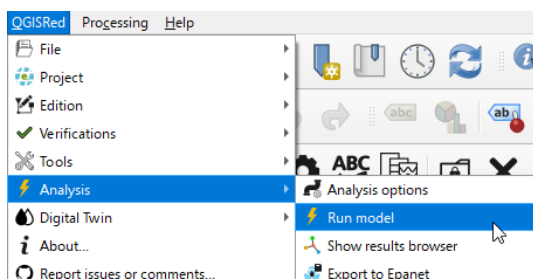 QGISRed Processing Help
File
Project
Edition
Verifications
Tools
Analysis
Digital Twin
About...
Report issues or comments...
abc
ab
ABC
Analysis options
Run model
Show results browser
Export to Epanet